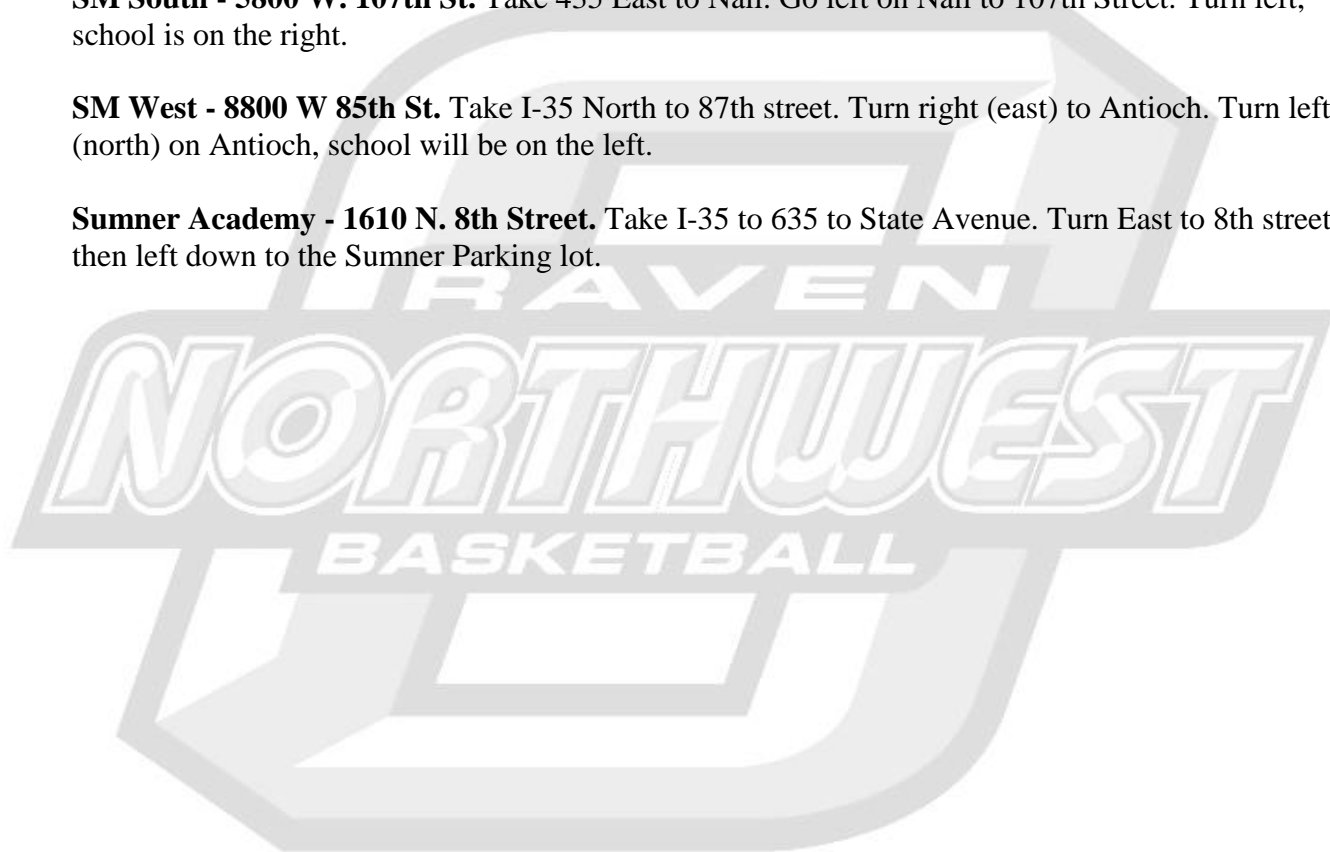 SM South - 5800 W. 107th St. Take 435 East to Nall. Go left on Nall to 107th Street. Turn left,
school is on the right.
SM West - 8800 W 85th St. Take I-35 North to 87th street. Turn right (east) to Antioch. Turn left
(north) on Antioch, school will be on the left.
Sumner Academy - 1610 N. 8th Street. Take I-35 to 635 to State Avenue. Turn East to 8th street
then left down to the Sumner Parking lot.
RAVEN
NORTHWEST
BASKETBALL